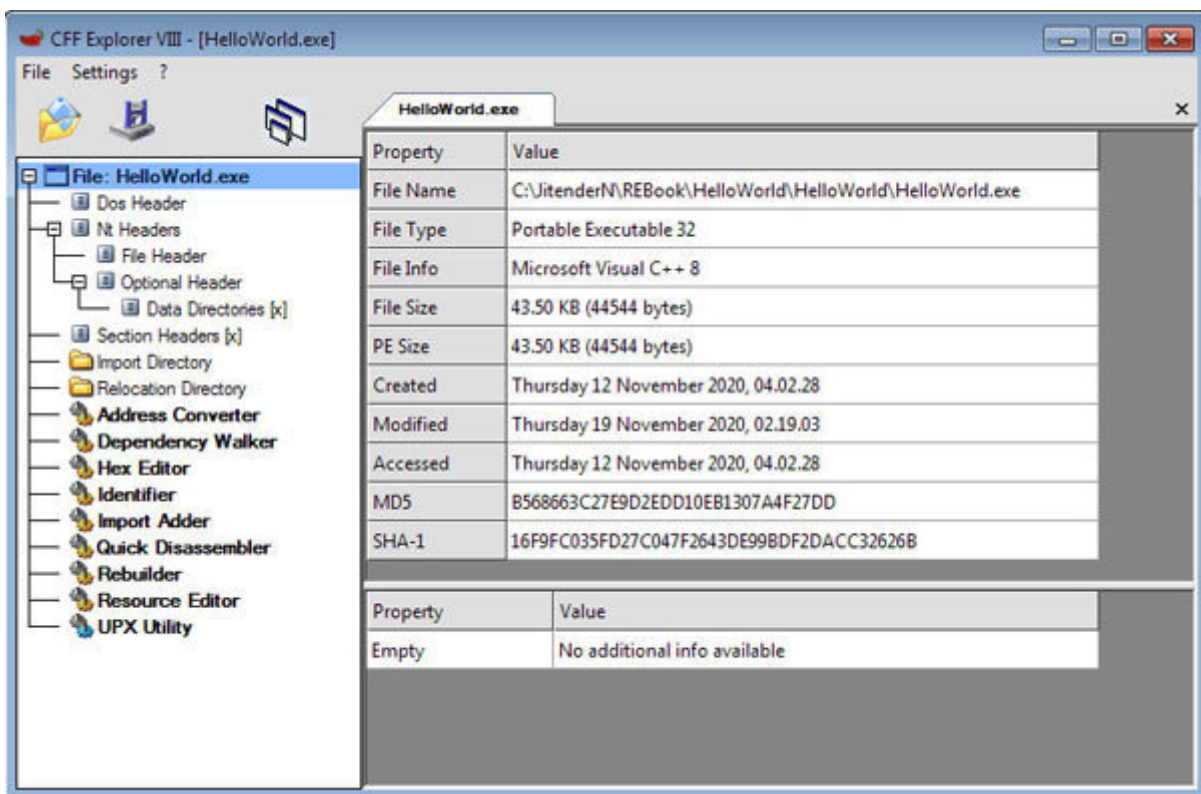 CFF Explorer VIII - [HelloWorld.exe]
File Settings ?
HelloWorld.exe
File: HelloWorld.exe
Dos Header
Nt Headers
File Header
Optional Header
Data Directories [x]
Section Headers [x]
Import Directory
Relocation Directory
Address Converter
Dependency Walker
Hex Editor
Identifier
Import Adder
Quick Disassembler
Rebuilder
Resource Editor
UPX Utility
Property Value
File Name C:\JitenderN\REBook\HelloWorld\HelloWorld\HelloWorld.exe
File Type Portable Executable 32
File Info Microsoft Visual C++ 8
File Size 43.50 KB (44544 bytes)
PE Size 43.50 KB (44544 bytes)
Created Thursday 12 November 2020, 04.02.28
Modified Thursday 19 November 2020, 02.19.03
Accessed Thursday 12 November 2020, 04.02.28
MD5 B568663C27E9D2EDD10EB1307A4F27DD
SHA-1 16F9FC035FD27C047F2643DE99BDF2DACC32626B
Property Value
Empty No additional info available